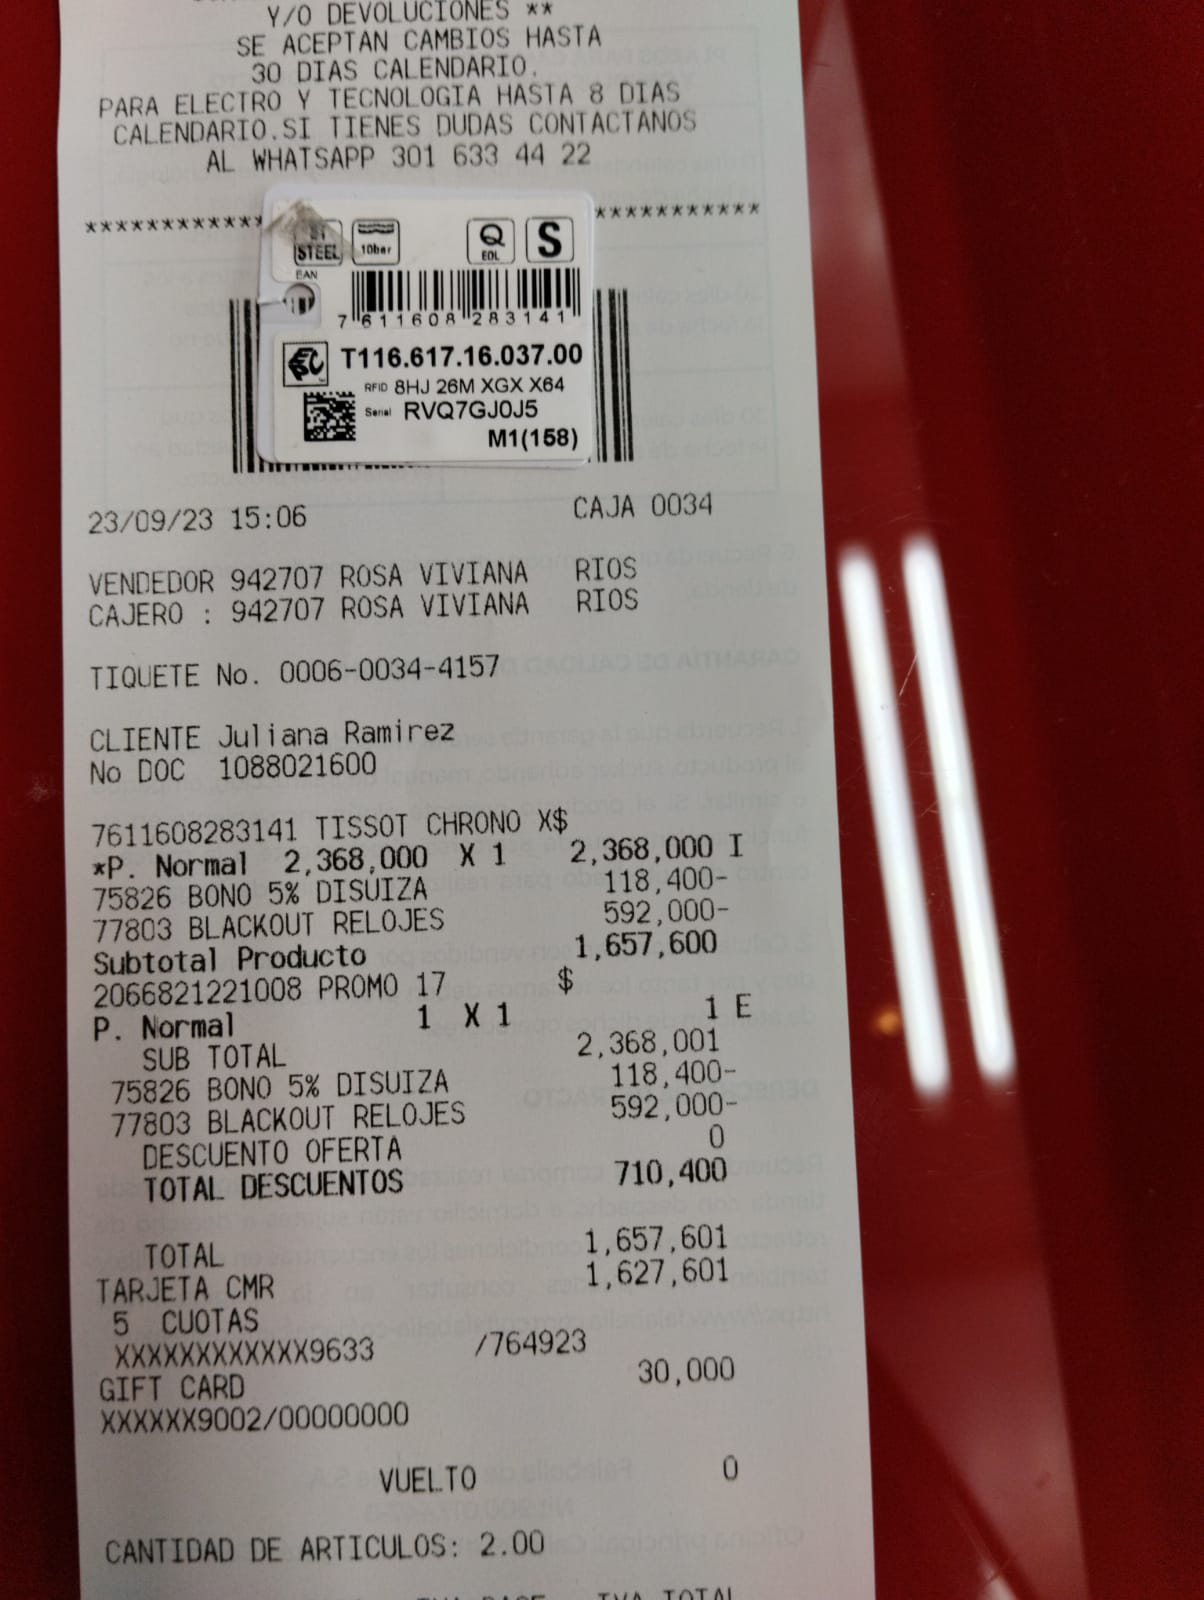 Y/O DEVOLUCIONES **
SE ACEPTAN CAMBIOS HASTA
30 DIAS CALENDARIO.
PARA ELECTRO Y TECNOLOGIA HASTA 8 DIAS
CALENDARIO.SI TIENES DUDAS CONTACTANOS
AL WHATSAPP 301 633 44 22
STEEL 10bar Q EOL S
EAN
7 611608 283141
T116.617.16.037.00
RFID 8HJ 26M XGX X64
Serial RVQ7GJ0J5
M1(158)
23/09/23 15:06 CAJA 0034
VENDEDOR 942707 ROSA VIVIANA RIOS
CAJERO : 942707 ROSA VIVIANA RIOS
TIQUETE No. 0006-0034-4157
CLIENTE Juliana Ramirez
No DOC 1088021600
7611608283141 TISSOT CHRONO X$
*P. Normal 2,368,000 X 1 2,368,000 I
75826 BONO 5% DISUIZA 118,400-
77803 BLACKOUT RELOJES 592,000-
Subtotal Producto 1,657,600
2066821221008 PROMO 17 $
P. Normal 1 X 1 1 E
SUB TOTAL 2,368,001
75826 BONO 5% DISUIZA 118,400-
77803 BLACKOUT RELOJES 592,000-
DESCUENTO OFERTA 0
TOTAL DESCUENTOS 710,400
TOTAL 1,657,601
TARJETA CMR 1,627,601
5 CUOTAS
XXXXXXXXXXXX9633 /764923
GIFT CARD 30,000
XXXXXX9002/00000000
VUELTO 0
CANTIDAD DE ARTICULOS: 2.00
IVA TOTAL